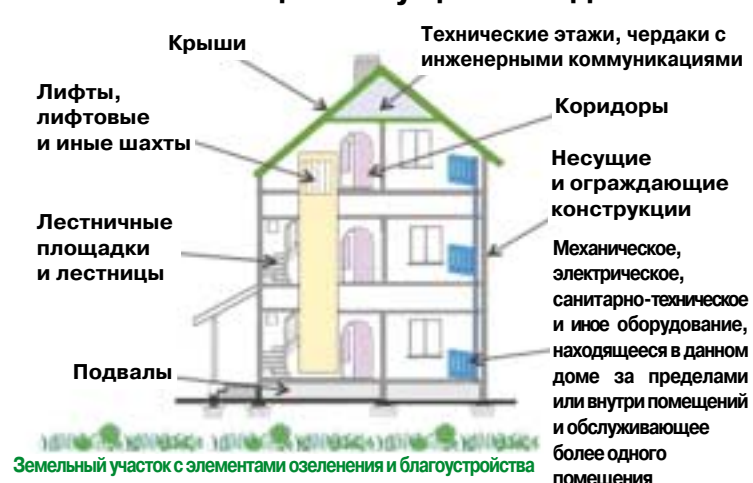 Крыши
Технические этажи, чердаки с
инженерными коммуникациями
Лифты,
лифтовые
и иные шахты
Коридоры
Несущие
и ограждающие
конструкции
Лестничные
площадки
и лестницы
Механическое,
электрическое,
санитарно-техническое
и иное оборудование,
находящееся в данном
доме за пределами
или внутри помещений
и обслуживающее
более одного
помещения
Подвалы
Земельный участок с элементами озеленения и благоустройства